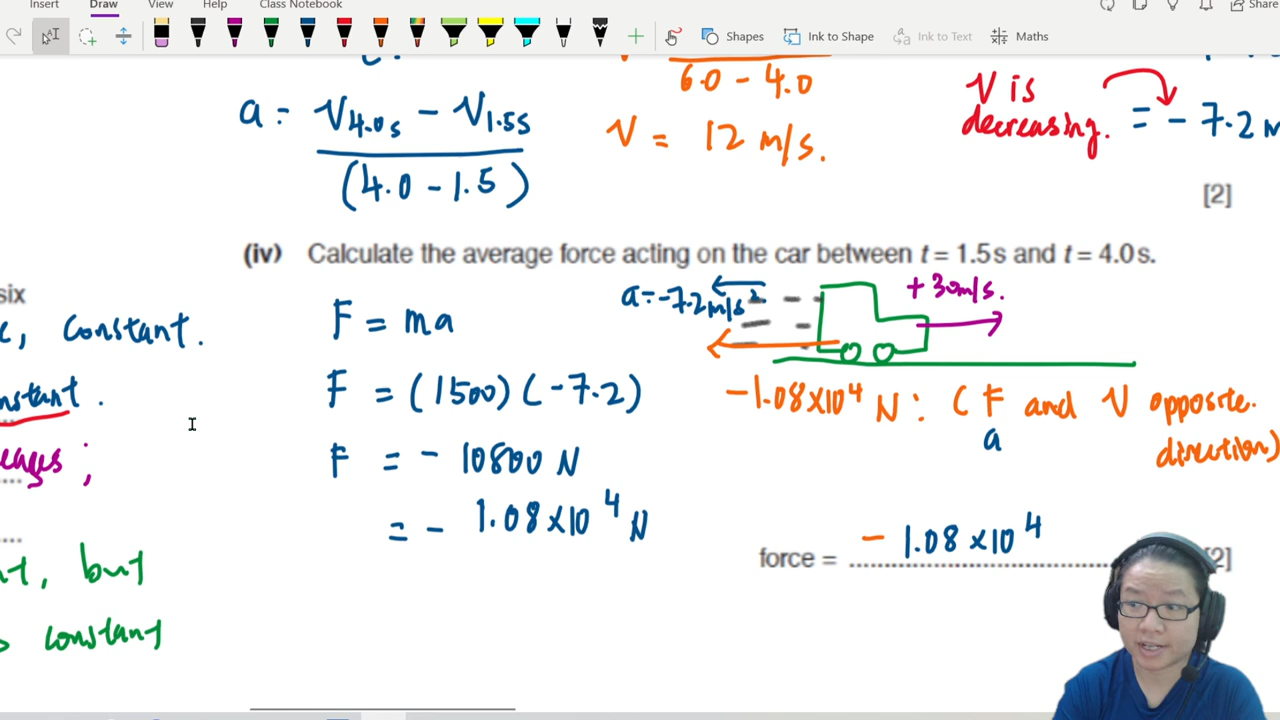 Insert Draw View Help Class Notebook Share
Shapes Ink to Shape Ink to Text Maths
6.0 - 4.0
a = V4.0s - V1.5s
(4.0 - 1.5)
V = 12 m/s.
V is
decreasing. = - 7.2 m
[2]
(iv) Calculate the average force acting on the car between t = 1.5 s and t = 4.0 s.
six
constant.
F = ma
a = -7.2 m/s²
+ 30 m/s.
F = (1500)(-7.2)
-1.08×10⁴ N: (F and V opposite.
a
direction)
F = - 10800 N
= - 1.08×10⁴ N
force = - 1.08×10⁴ [2]
but
constant